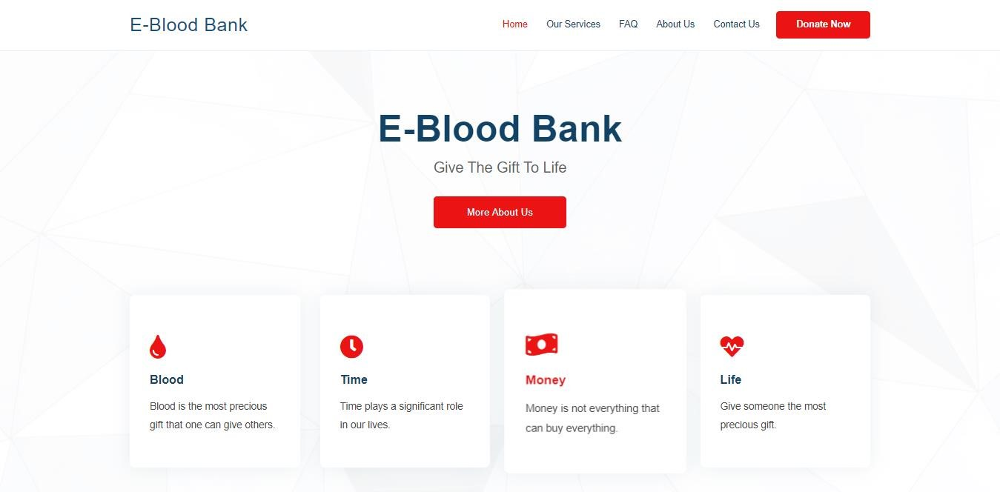 E-Blood Bank
Home Our Services FAQ About Us Contact Us Donate Now
E-Blood Bank
Give The Gift To Life
More About Us
Blood
Blood is the most precious
gift that one can give others.
Time
Time plays a significant role
in our lives.
Money
Money is not everything that
can buy everything.
Life
Give someone the most
precious gift.